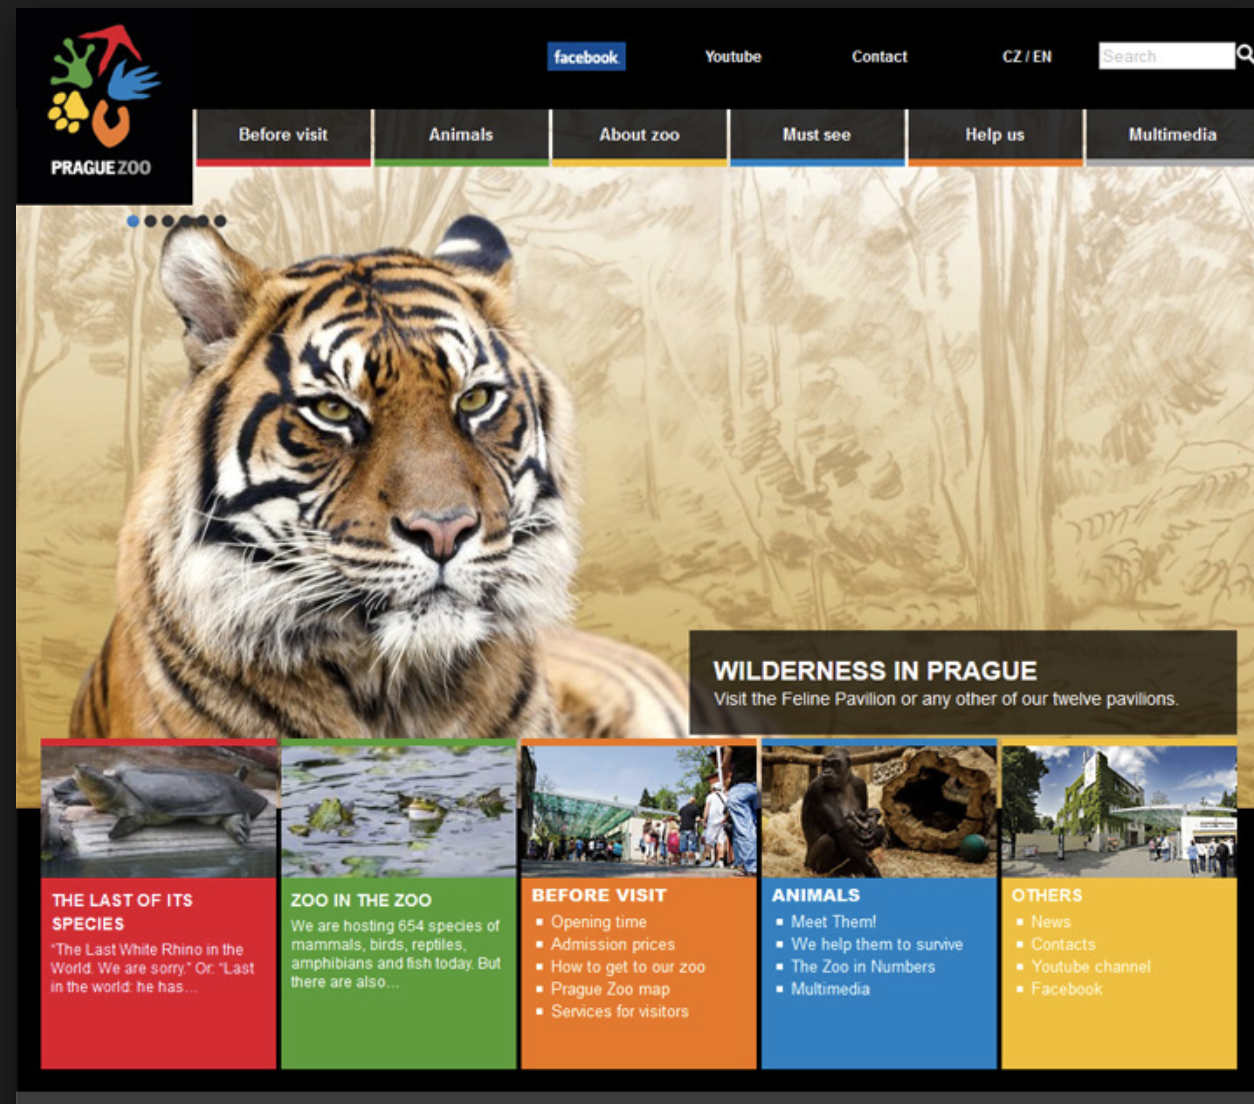 facebook.
Youtube
Contact
CZ / EN
Search
PRAGUE ZOO
Before visit
Animals
About zoo
Must see
Help us
Multimedia
WILDERNESS IN PRAGUE
Visit the Feline Pavilion or any other of our twelve pavilions.
THE LAST OF ITS
SPECIES
“The Last White Rhino in the
World. We are sorry.” Or: “Last
in the world: he has...
ZOO IN THE ZOO
We are hosting 654 species of
mammals, birds, reptiles,
amphibians and fish today. But
there are also...
BEFORE VISIT
Opening time
Admission prices
How to get to our zoo
Prague Zoo map
Services for visitors
ANIMALS
Meet Them!
We help them to survive
The Zoo in Numbers
Multimedia
OTHERS
News
Contacts
Youtube channel
Facebook